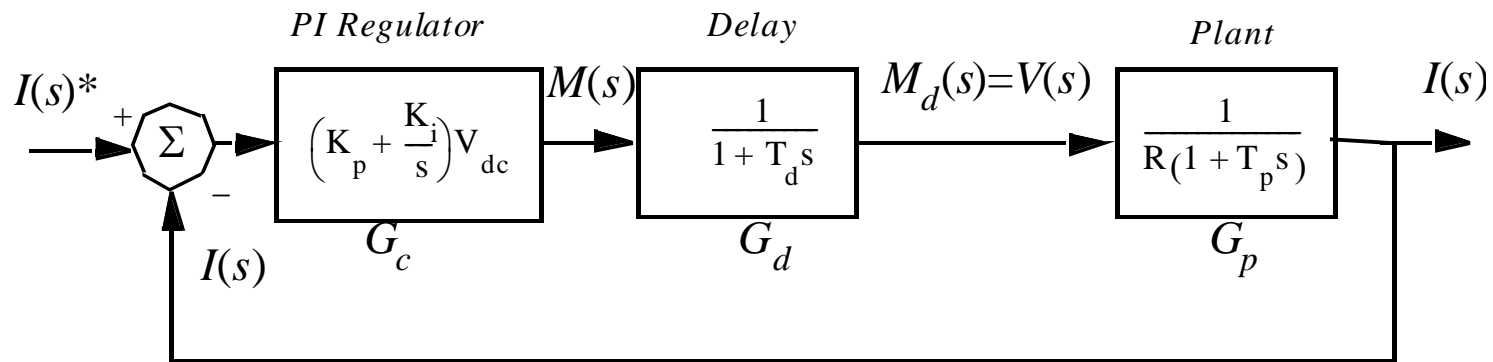 PI Regulator
Delay
Plant
I(s)*
+
Σ
−
(K_p + K_i/s)V_dc
M(s)
1/(1 + T_d s)
M_d(s)=V(s)
1/(R(1 + T_p s))
I(s)
G_c
G_d
G_p
I(s)